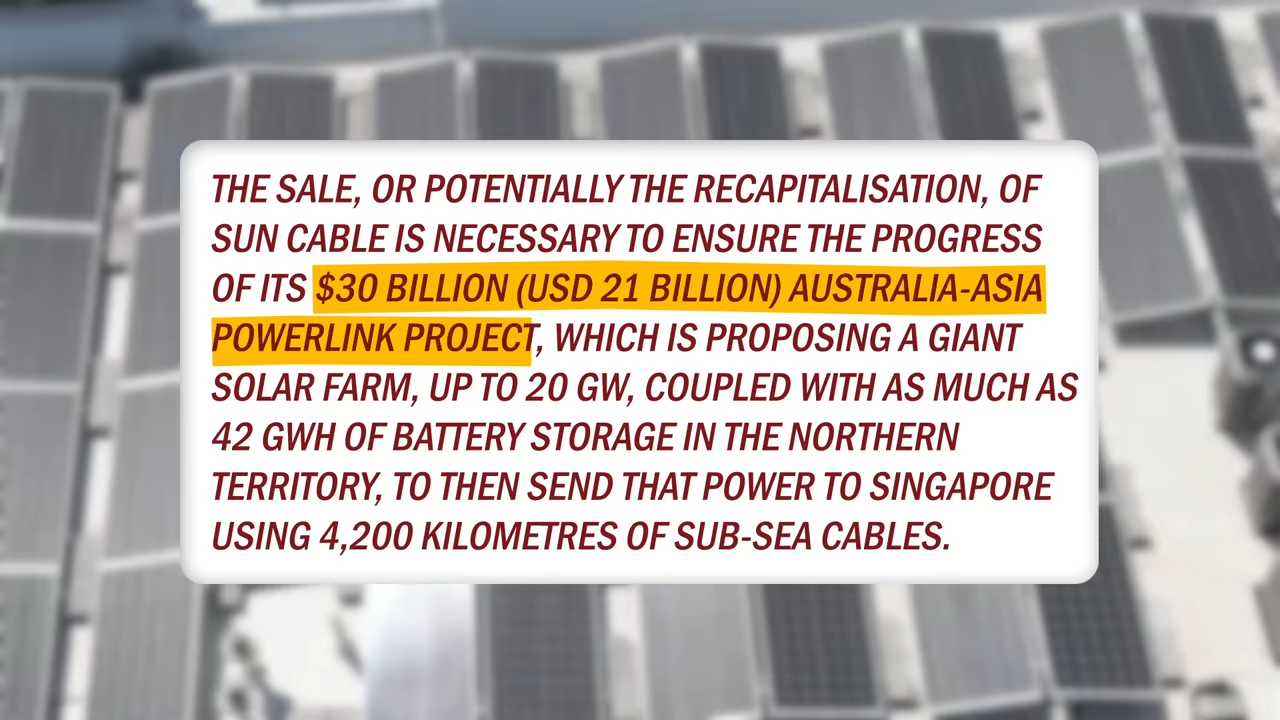 THE SALE, OR POTENTIALLY THE RECAPITALISATION, OF
SUN CABLE IS NECESSARY TO ENSURE THE PROGRESS
OF ITS $30 BILLION (USD 21 BILLION) AUSTRALIA-ASIA
POWERLINK PROJECT, WHICH IS PROPOSING A GIANT
SOLAR FARM, UP TO 20 GW, COUPLED WITH AS MUCH AS
42 GWH OF BATTERY STORAGE IN THE NORTHERN
TERRITORY, TO THEN SEND THAT POWER TO SINGAPORE
USING 4,200 KILOMETRES OF SUB-SEA CABLES.